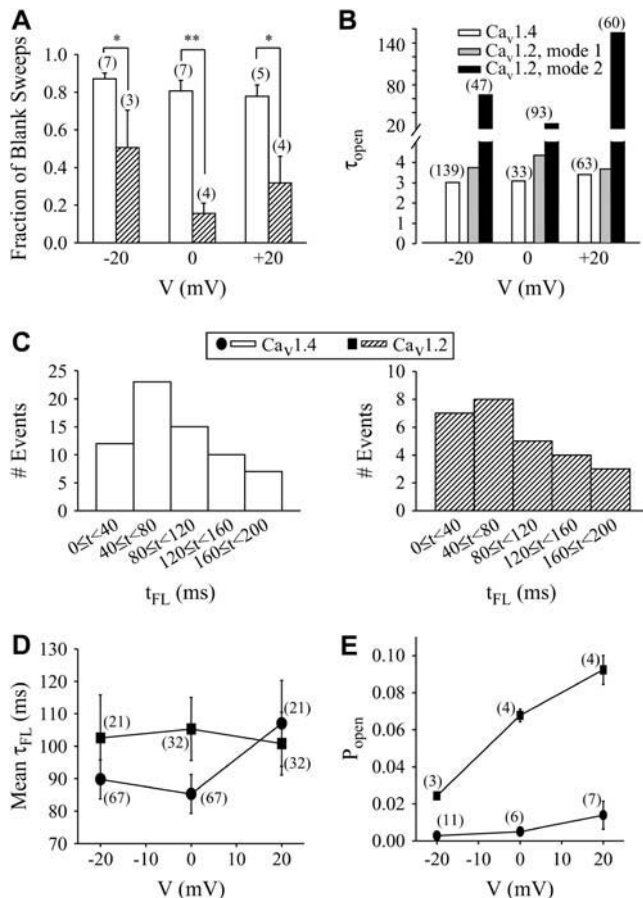 A
Fraction of Blank Sweeps
1.0
0.8
0.6
0.4
0.2
0.0
*
**
*
(7)
(3)
(7)
(4)
(5)
(4)
-20
0
+20
V (mV)
B
τopen
140
80
20
4
3
2
1
0
Cav1.4
Cav1.2, mode 1
Cav1.2, mode 2
(139)
(47)
(33)
(93)
(63)
(60)
-20
0
+20
V (mV)
C
CaV1.4
CaV1.2
# Events
25
20
15
10
5
0
0≤t<40
40≤t<80
80≤t<120
120≤t<160
160≤t<200
tFL (ms)
# Events
10
8
6
4
2
0
0≤t<40
40≤t<80
80≤t<120
120≤t<160
160≤t<200
tFL (ms)
D
Mean τFL (ms)
130
120
110
100
90
80
70
(21)
(32)
(21)
(67)
(67)
(32)
-20
-10
0
10
20
V (mV)
E
Popen
0.10
0.08
0.06
0.04
0.02
0.00
(3)
(4)
(4)
(11)
(6)
(7)
-20
-10
0
10
20
V (mV)